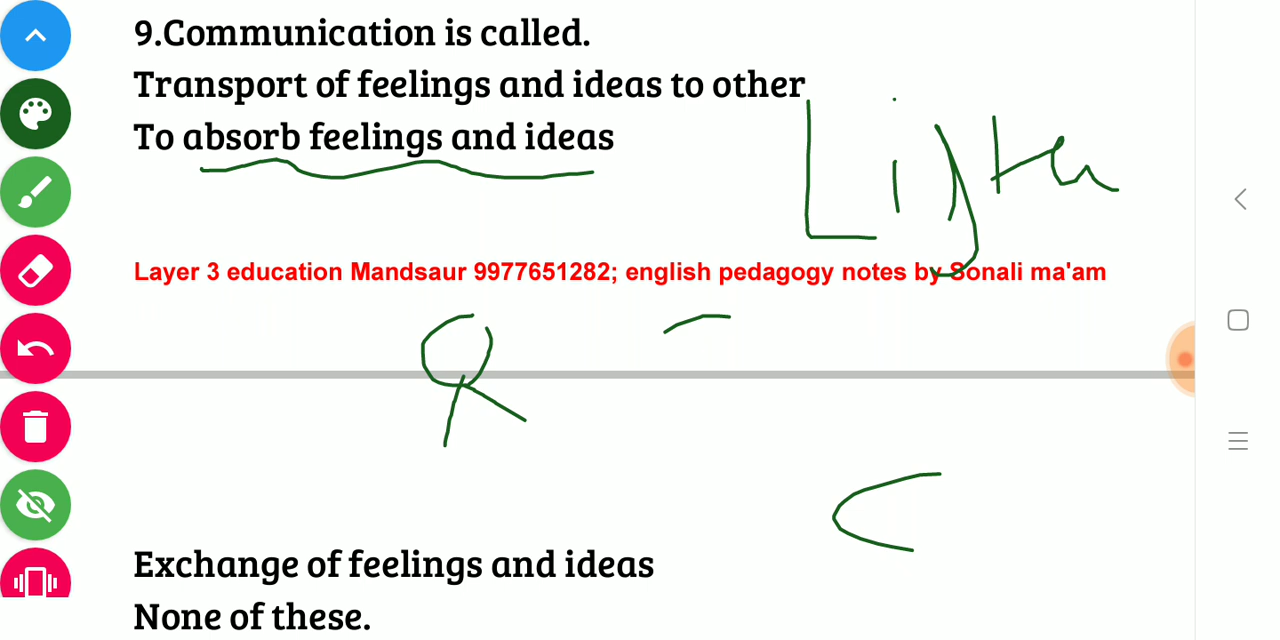 9.Communication is called.
Transport of feelings and ideas to other
To absorb feelings and ideas
Layer 3 education Mandsaur 9977651282; english pedagogy notes by Sonali ma'am
Exchange of feelings and ideas
None of these.